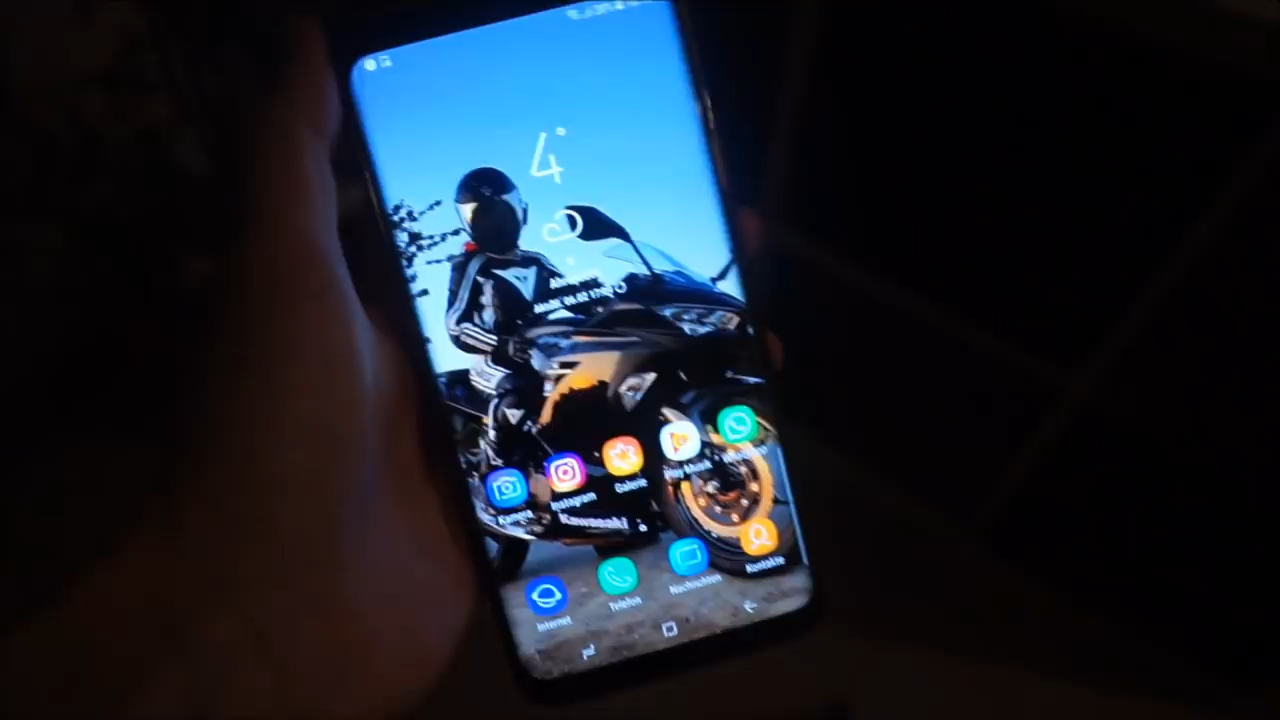 4°
Kamera
Instagram
Galerie
Play Musik
Kawasaki
Internet
Telefon
Nachrichten
Kontakte